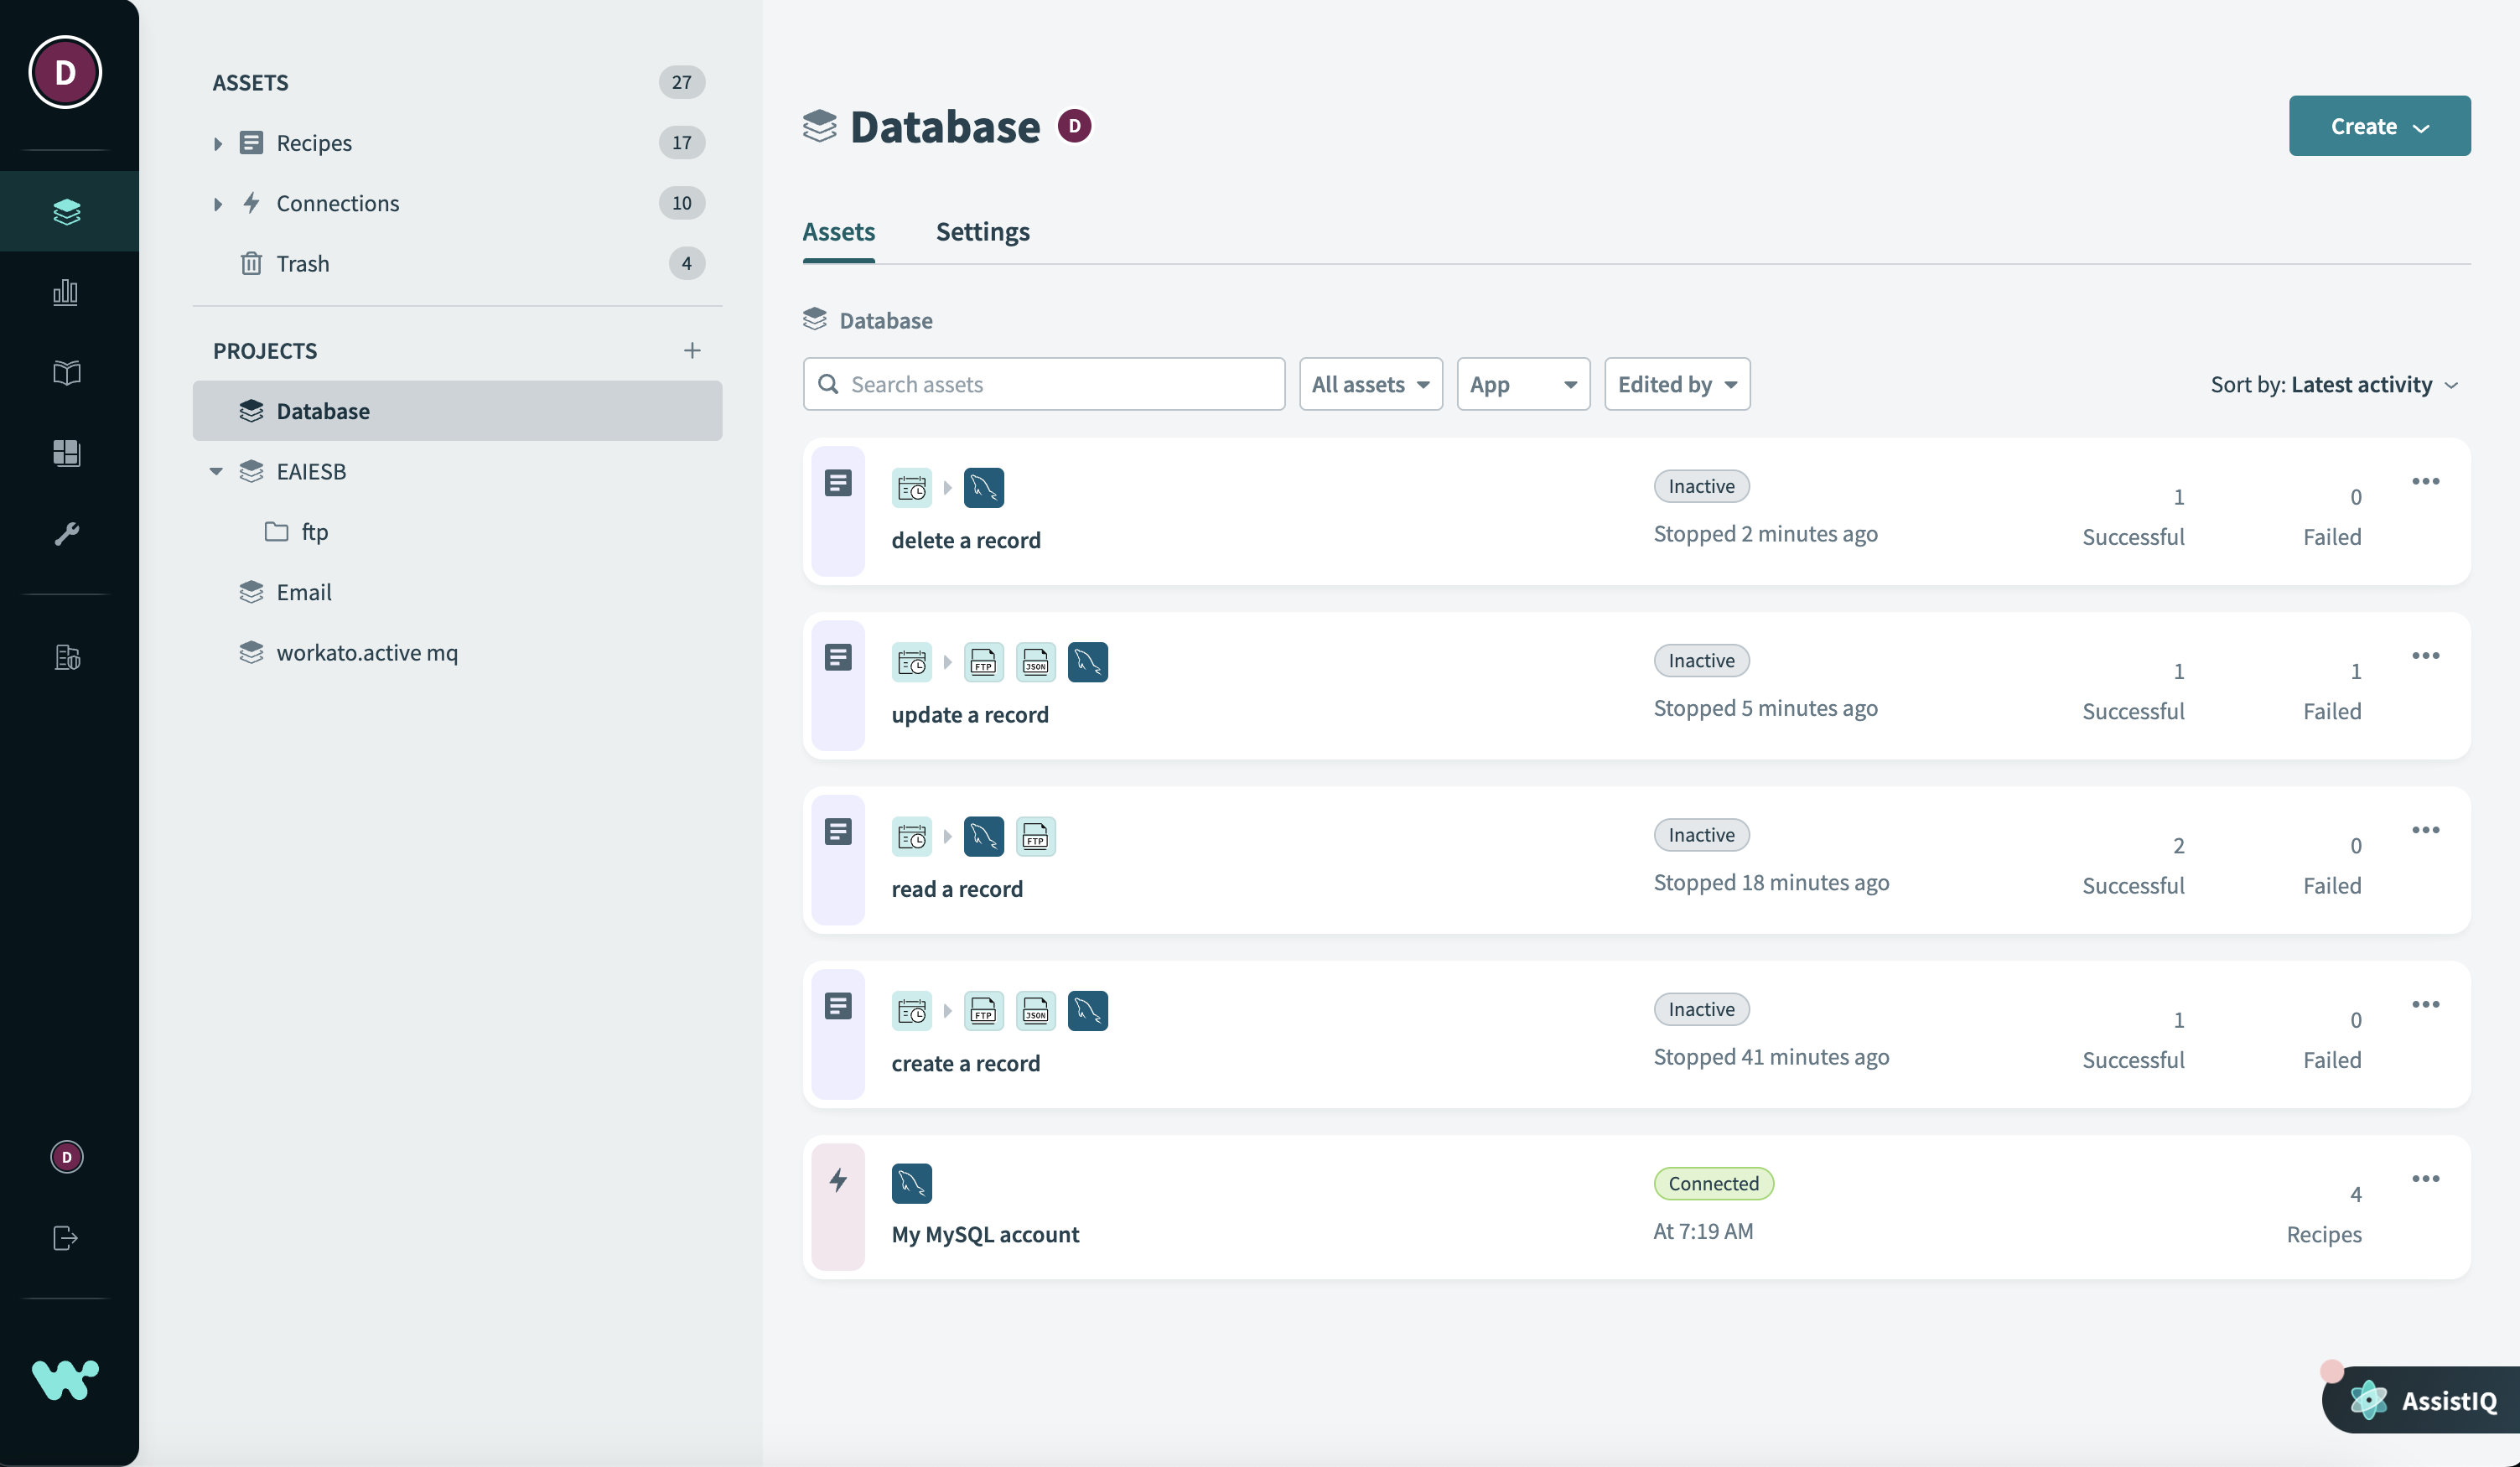 D
ASSETS 27
Recipes 17
Connections 10
Trash 4
PROJECTS
Database
EAIESB
ftp
Email
workato.active mq
D
Database D
Create
Assets Settings
Database
Search assets All assets App Edited by Sort by: Latest activity
delete a record
Inactive
Stopped 2 minutes ago
1
Successful
0
Failed
FTP JSON
update a record
Inactive
Stopped 5 minutes ago
1
Successful
1
Failed
FTP
read a record
Inactive
Stopped 18 minutes ago
2
Successful
0
Failed
FTP JSON
create a record
Inactive
Stopped 41 minutes ago
1
Successful
0
Failed
My MySQL account
Connected
At 7:19 AM
4
Recipes
AssistIQ